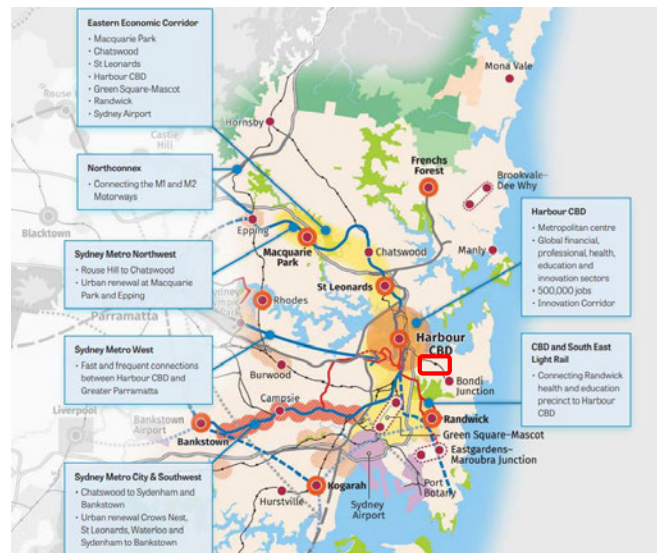 Eastern Economic Corridor
• Macquarie Park
• Chatswood
• St Leonards
• Harbour CBD
• Green Square-Mascot
• Randwick
• Sydney Airport
Northconnex
• Connecting the M1 and M2
Motorways
Sydney Metro Northwest
• Rouse Hill to Chatswood
• Urban renewal at Macquarie
Park and Epping
Sydney Metro West
• Fast and frequent connections
between Harbour CBD and
Greater Parramatta
Sydney Metro City & Southwest
• Chatswood to Sydenham and
Bankstown
• Urban renewal Crows Nest,
St Leonards, Waterloo and
Sydenham to Bankstown
Harbour CBD
• Metropolitan centre
• Global financial,
professional, health,
education and
innovation sectors
• 500,000 jobs
• Innovation Corridor
CBD and South East
Light Rail
• Connecting Randwick
health and education
precinct to Harbour
CBD
Mona Vale
Hornsby
Castle
Hill
Frenchs
Forest
Brookvale-
Dee Why
Blacktown
Epping
Macquarie
Park
Chatswood
Manly
St Leonards
Rhodes
Parramatta
Harbour
CBD
Burwood
Bondi
Junction
Campsie
Liverpool
Bankstown
Airport
Bankstown
Randwick
Green Square-Mascot
Eastgardens-
Maroubra Junction
Kogarah
Hurstville
Sydney
Airport
Port
Botany